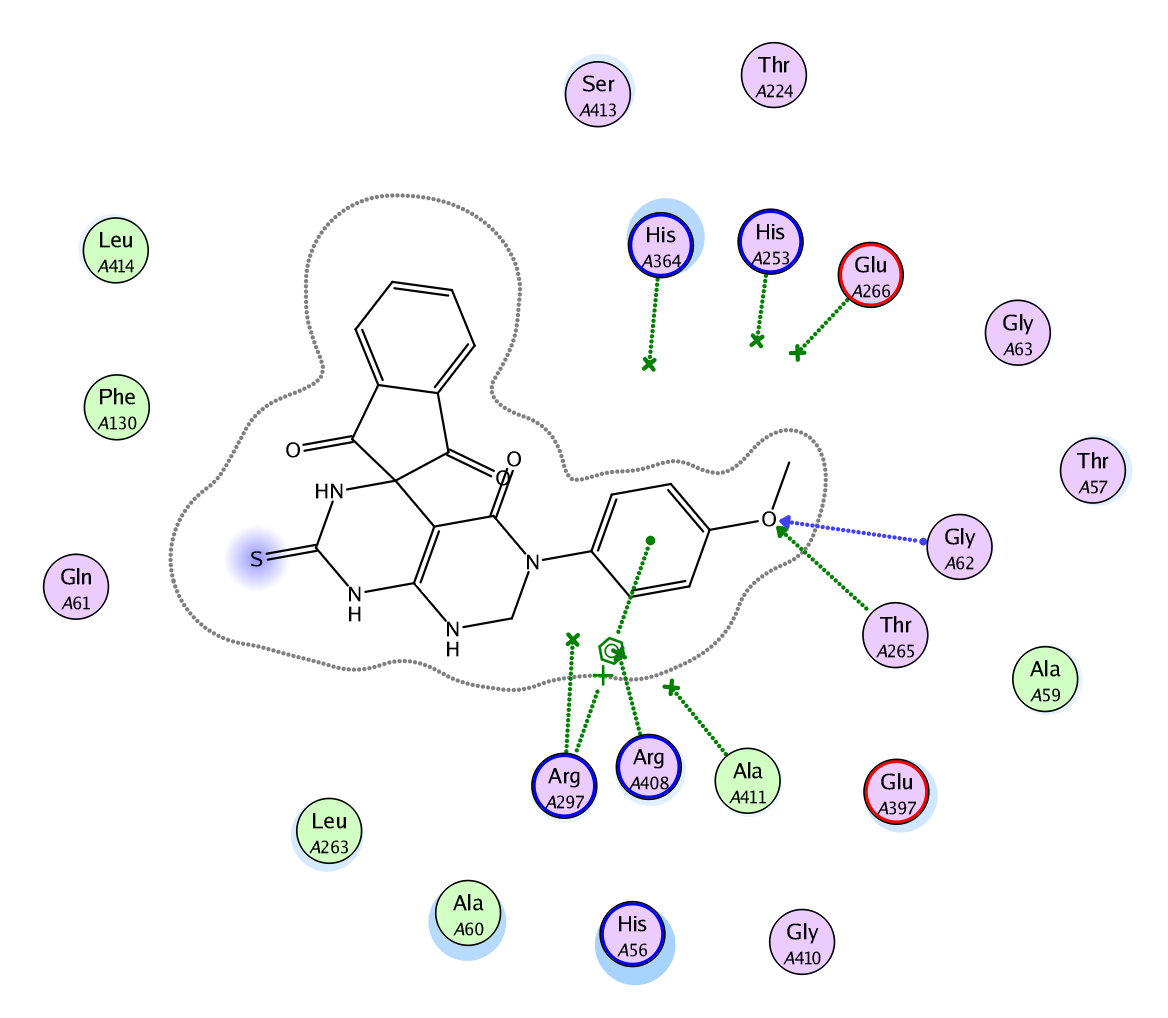 Thr
A224
Ser
A413
His
A364
His
A253
Leu
A414
Glu
A266
Gly
A63
Phe
A130
O
O
O
Thr
A57
HN
O
Gly
A62
S
N
Gln
A61
N
H
N
H
Thr
A265
Ala
A59
Arg
A297
Arg
A408
Ala
A411
Glu
A397
Leu
A263
Ala
A60
His
A56
Gly
A410